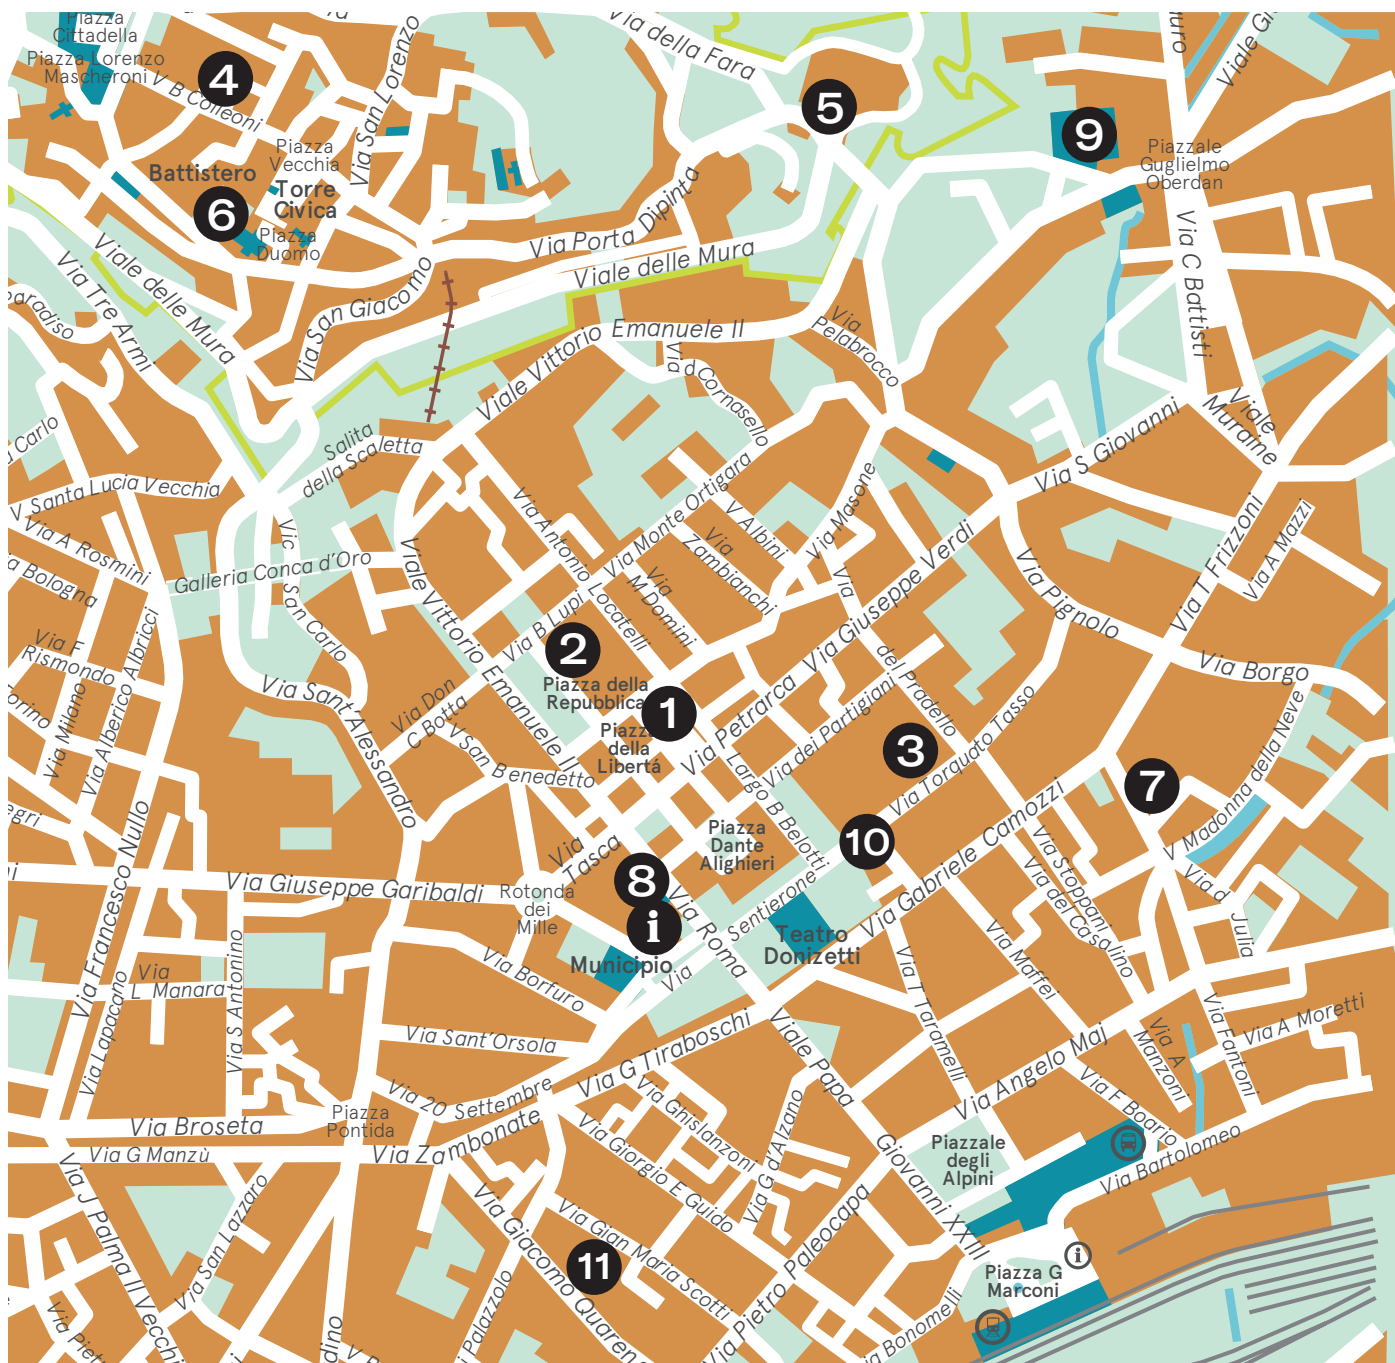 Piazza
Cittadella
Piazza Lorenzo
Mascheroni
4
V B Colleoni
Via San Lorenzo
Via della Fara
5
9
Piazzale
Guglielmo
Oberdan
Piazza
Vecchia
Battistero
Torre
Civica
6
Piazza
Duomo
Via Porta Dipinta
Viale delle Mura
Viale delle Mura
Via Tre Armi
Via San Giacomo
Via C Battisti
Viale Vittorio Emanuele II
Via
Pelabrocco
Via d Cornasello
Viale
Muraine
Via S Giovanni
Salita
della Scaletta
V Santa Lucia Vecchia
Via A Rosmini
Galleria Conca d'Oro
Vic San Carlo
Via Antonio Locatelli
Via Monte Ortigara
V Albini
Via
Zambianchi
Via Masone
Via
M Domini
Via B Lupi
Viale Vittorio Emanuele II
Via Giuseppe Verdi
Via Pignolo
Via T Frizzoni
Via A Mazzi
Via Borgo
Via F
Rismondo
Via Milano
Via Alberico Albricci
Via Sant'Alessandro
2
Piazza della
Repubblica
1
Piazza
della
Libertá
Via Don
C Botta
V San Benedetto
Via Petrarca
Via
del Pradello
Via dei Partigiani
3
Via Torquato Tasso
7
V Madonna della Neve
Largo B Belotti
Piazza
Dante
Alighieri
10
Via
Tasca
8
i
Via Roma
Via Sentierone
Teatro
Donizetti
Municipio
Via Gabriele Camozzi
Via Stoppani
Via del Casalino
Via d Julia
Via Francesco Nullo
Via Giuseppe Garibaldi
Rotonda
dei
Mille
Via Borfuro
Via
L Manara
Via S Antonino
Via Lapacano
Via Sant'Orsola
Via Maffei
Via T Taramelli
Via G Tiraboschi
Viale Papa
Giovanni XXIII
Via Angelo Maj
Via A
Manzoni
Via Fantoni
Via A Moretti
Via F Boario
Via Bartolomeo
Via 20 Settembre
Piazza
Pontida
Via Broseta
Via G Manzù
Via Zambonate
Via Ghislanzoni
Via Giorgio E Guido
Via G d'Alzano
Piazzale
degli
Alpini
Via J Palma Il Vecchio
Via San Lazzaro
Via Giacomo Quarenghi
Via Gian Maria Scotti
11
Via Pietro Paleocapa
Piazza G
Marconi
i